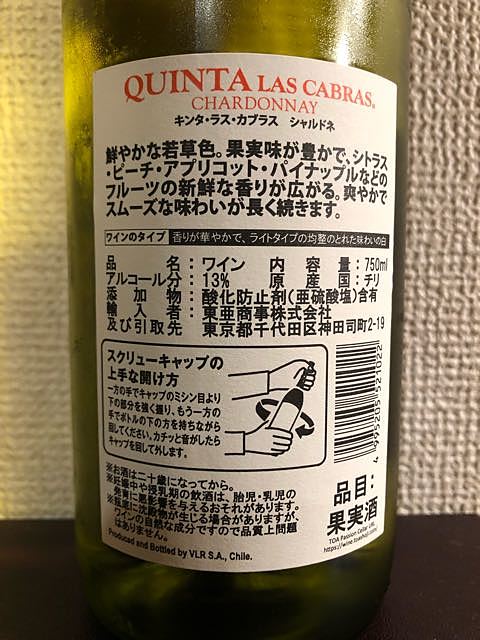 QUINTA LAS CABRAS®
CHARDONNAY
キンタ・ラス・カブラス シャルドネ
鮮やかな若草色。果実味が豊かで、シトラス
・ピーチ・アプリコット・パイナップルなどの
フルーツの新鮮な香りが広がる。爽やかで
スムーズな味わいが長く続きます。
ワインのタイプ 香りが華やかで、ライトタイプの均整のとれた味わいの白
品名：ワイン 内容量：750ml
アルコール分：13% 原産国：チリ
添加物：酸化防止剤（亜硫酸塩）含有
輸入者：東亜商事株式会社
及び引取先 東京都千代田区神田司町2-19
スクリューキャップの
上手な開け方
一方の手でキャップのミシン目より
下の部分を強く握り、もう一方の
手でボトルの下の方を持ちながら
回してください。カチッと音がしたら
キャップを回して外します。
4 995205 521022
※お酒は二十歳になってから。
※妊娠中や授乳期の飲酒は、胎児・乳児の
発育に悪影響を与えるおそれがあります。
※瓶底に沈殿物が生じる場合がありますが、
ワインの自然な成分ですので品質上問題
はありません。
Produced and Bottled by VLR S.A., Chile.
品目：
果実酒
TOA Passion Cellar URL